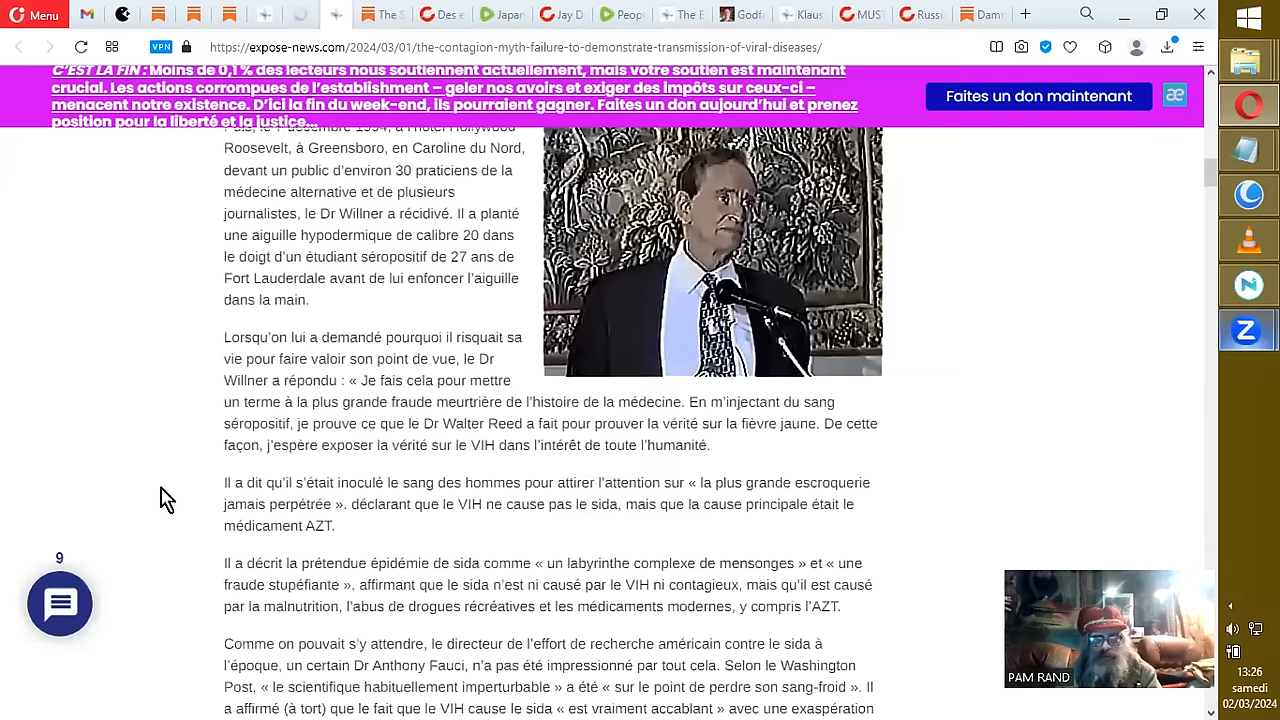 Menu
The S
Des e
Japan
Jay D
Peop
The E
Godfa
Klaus
MUS
Russi
Damn
VPN
https://expose-news.com/2024/03/01/the-contagion-myth-failure-to-demonstrate-transmission-of-viral-diseases/
C'EST LA FIN : Moins de 0,1 % des lecteurs nous soutiennent actuellement, mais votre soutien est maintenant
crucial. Les actions corrompues de l'establishment – geler nos avoirs et exiger des impôts sur ceux-ci –
menacent notre existence. D'ici la fin du week-end, ils pourraient gagner. Faites un don aujourd'hui et prenez
position pour la liberté et la justice...
Faites un don maintenant
æ
Roosevelt, à Greensboro, en Caroline du Nord,
devant un public d'environ 30 praticiens de la
médecine alternative et de plusieurs
journalistes, le Dr Willner a récidivé. Il a planté
une aiguille hypodermique de calibre 20 dans
le doigt d'un étudiant séropositif de 27 ans de
Fort Lauderdale avant de lui enfoncer l'aiguille
dans la main.
Lorsqu'on lui a demandé pourquoi il risquait sa
vie pour faire valoir son point de vue, le Dr
Willner a répondu : « Je fais cela pour mettre
un terme à la plus grande fraude meurtrière de l'histoire de la médecine. En m'injectant du sang
séropositif, je prouve ce que le Dr Walter Reed a fait pour prouver la vérité sur la fièvre jaune. De cette
façon, j'espère exposer la vérité sur le VIH dans l'intérêt de toute l'humanité.
Il a dit qu'il s'était inoculé le sang des hommes pour attirer l'attention sur « la plus grande escroquerie
jamais perpétrée ». déclarant que le VIH ne cause pas le sida, mais que la cause principale était le
médicament AZT.
Il a décrit la prétendue épidémie de sida comme « un labyrinthe complexe de mensonges » et « une
fraude stupéfiante », affirmant que le sida n'est ni causé par le VIH ni contagieux, mais qu'il est causé
par la malnutrition, l'abus de drogues récréatives et les médicaments modernes, y compris l'AZT.
Comme on pouvait s'y attendre, le directeur de l'effort de recherche américain contre le sida à
l'époque, un certain Dr Anthony Fauci, n'a pas été impressionné par tout cela. Selon le Washington
Post, « le scientifique habituellement imperturbable » a été « sur le point de perdre son sang-froid ». Il
a affirmé (à tort) que le fait que le VIH cause le sida « est vraiment accablant » avec une exaspération
9
PAM RAND
13:26
samedi
02/03/2024